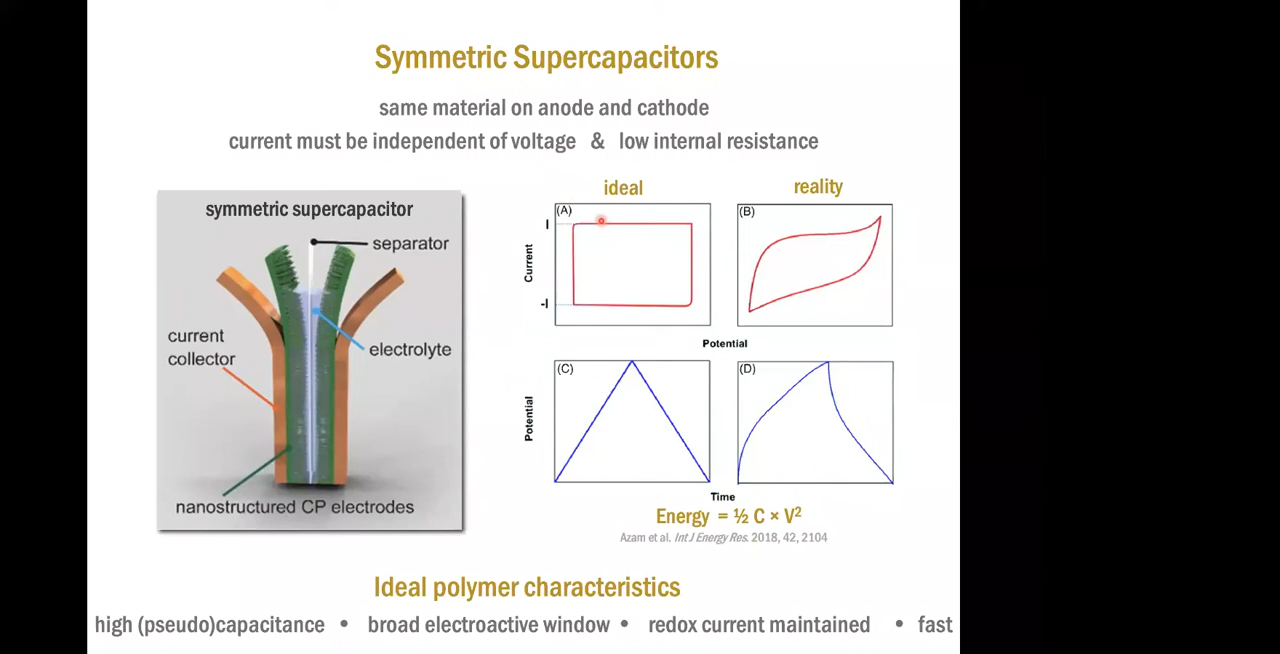 Symmetric Supercapacitors
same material on anode and cathode
current must be independent of voltage & low internal resistance
symmetric supercapacitor
separator
current
collector
electrolyte
nanostructured CP electrodes
ideal
reality
(A)
(B)
I
Current
-I
Potential
(C)
(D)
Potential
Time
Energy = ½ C × V²
Azam et al. Int J Energy Res. 2018, 42, 2104
Ideal polymer characteristics
high (pseudo)capacitance • broad electroactive window • redox current maintained • fast